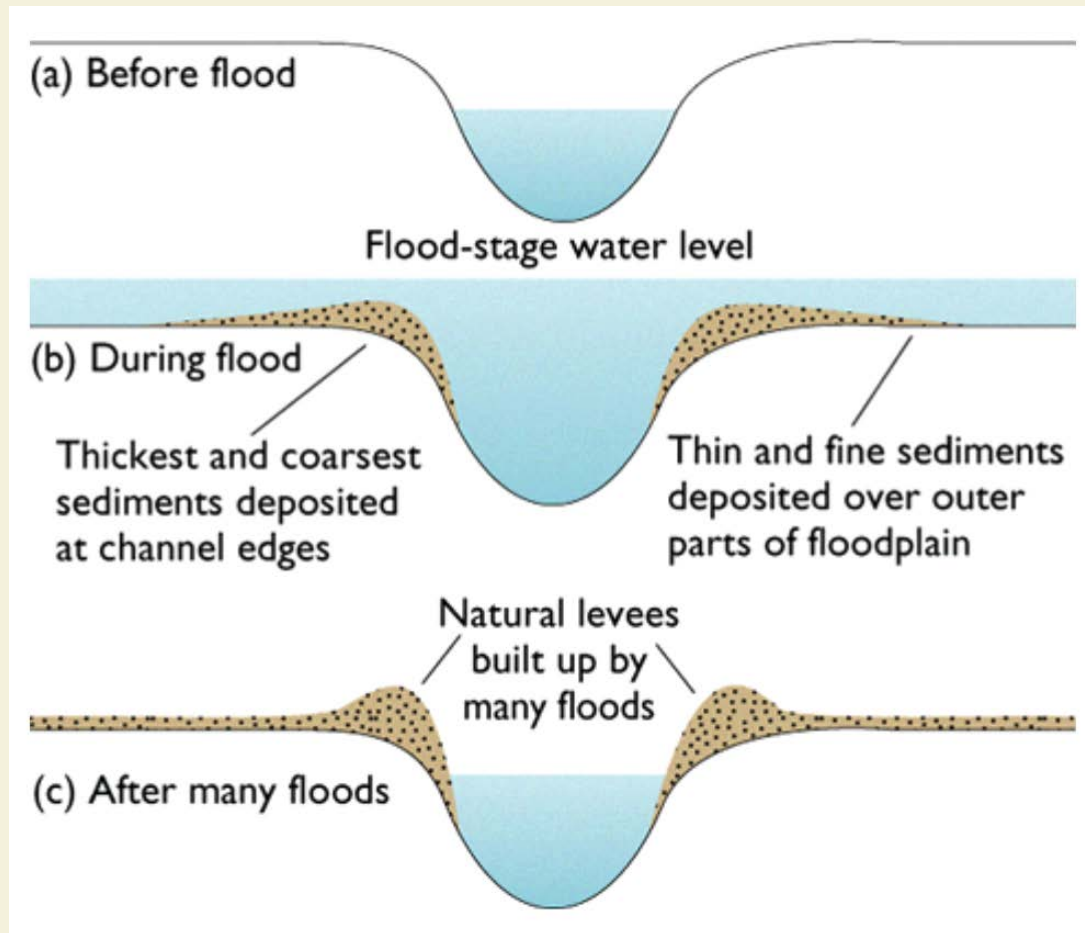 (a) Before flood
Flood-stage water level
(b) During flood
Thickest and coarsest
sediments deposited
at channel edges
Thin and fine sediments
deposited over outer
parts of floodplain
Natural levees
built up by
many floods
(c) After many floods